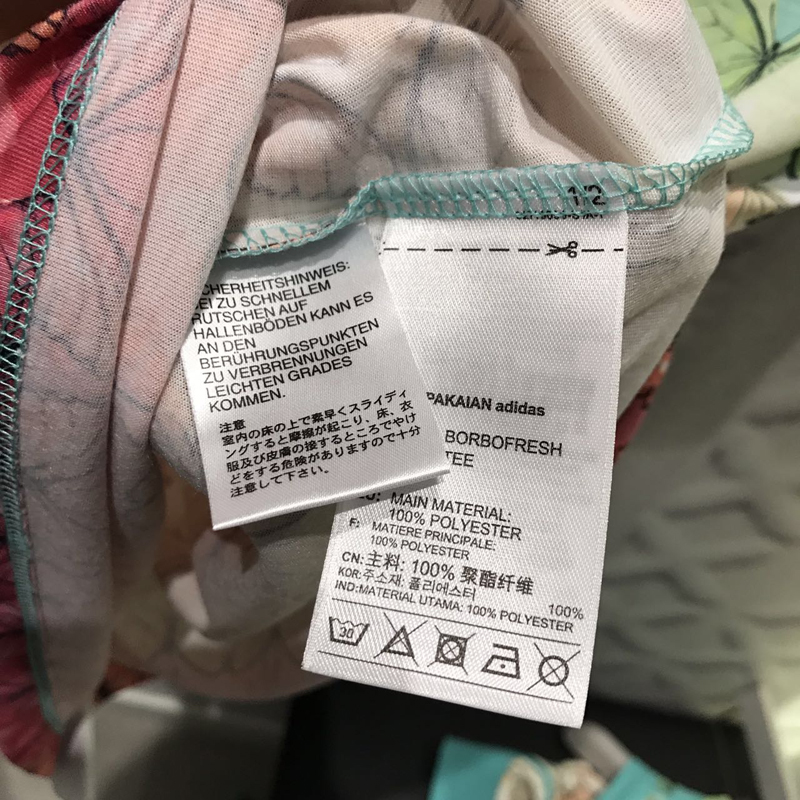 1/2
CHERHEITSHINWEIS:
EI ZU SCHNELLEM
RUTSCHEN AUF
HALLENBÖDEN KANN ES
AN DEN
BERÜHRUNGSPUNKTEN
ZU VERBRENNUNGEN
LEICHTEN GRADES
KOMMEN.
注意
室内の床の上で素早くスライディ
ングすると摩擦が起こり、床、衣
服及び皮膚の接するところでやけ
どをする危険がありますので十分
注意して下さい。
PAKAIAN adidas
BORBOFRESH
TEE
MAIN MATERIAL:
100% POLYESTER
F: MATIERE PRINCIPALE:
100% POLYESTER
CN: 主料: 100% 聚酯纤维
KOR: 주소재: 폴리에스터 100%
IND: MATERIAL UTAMA: 100% POLYESTER
30